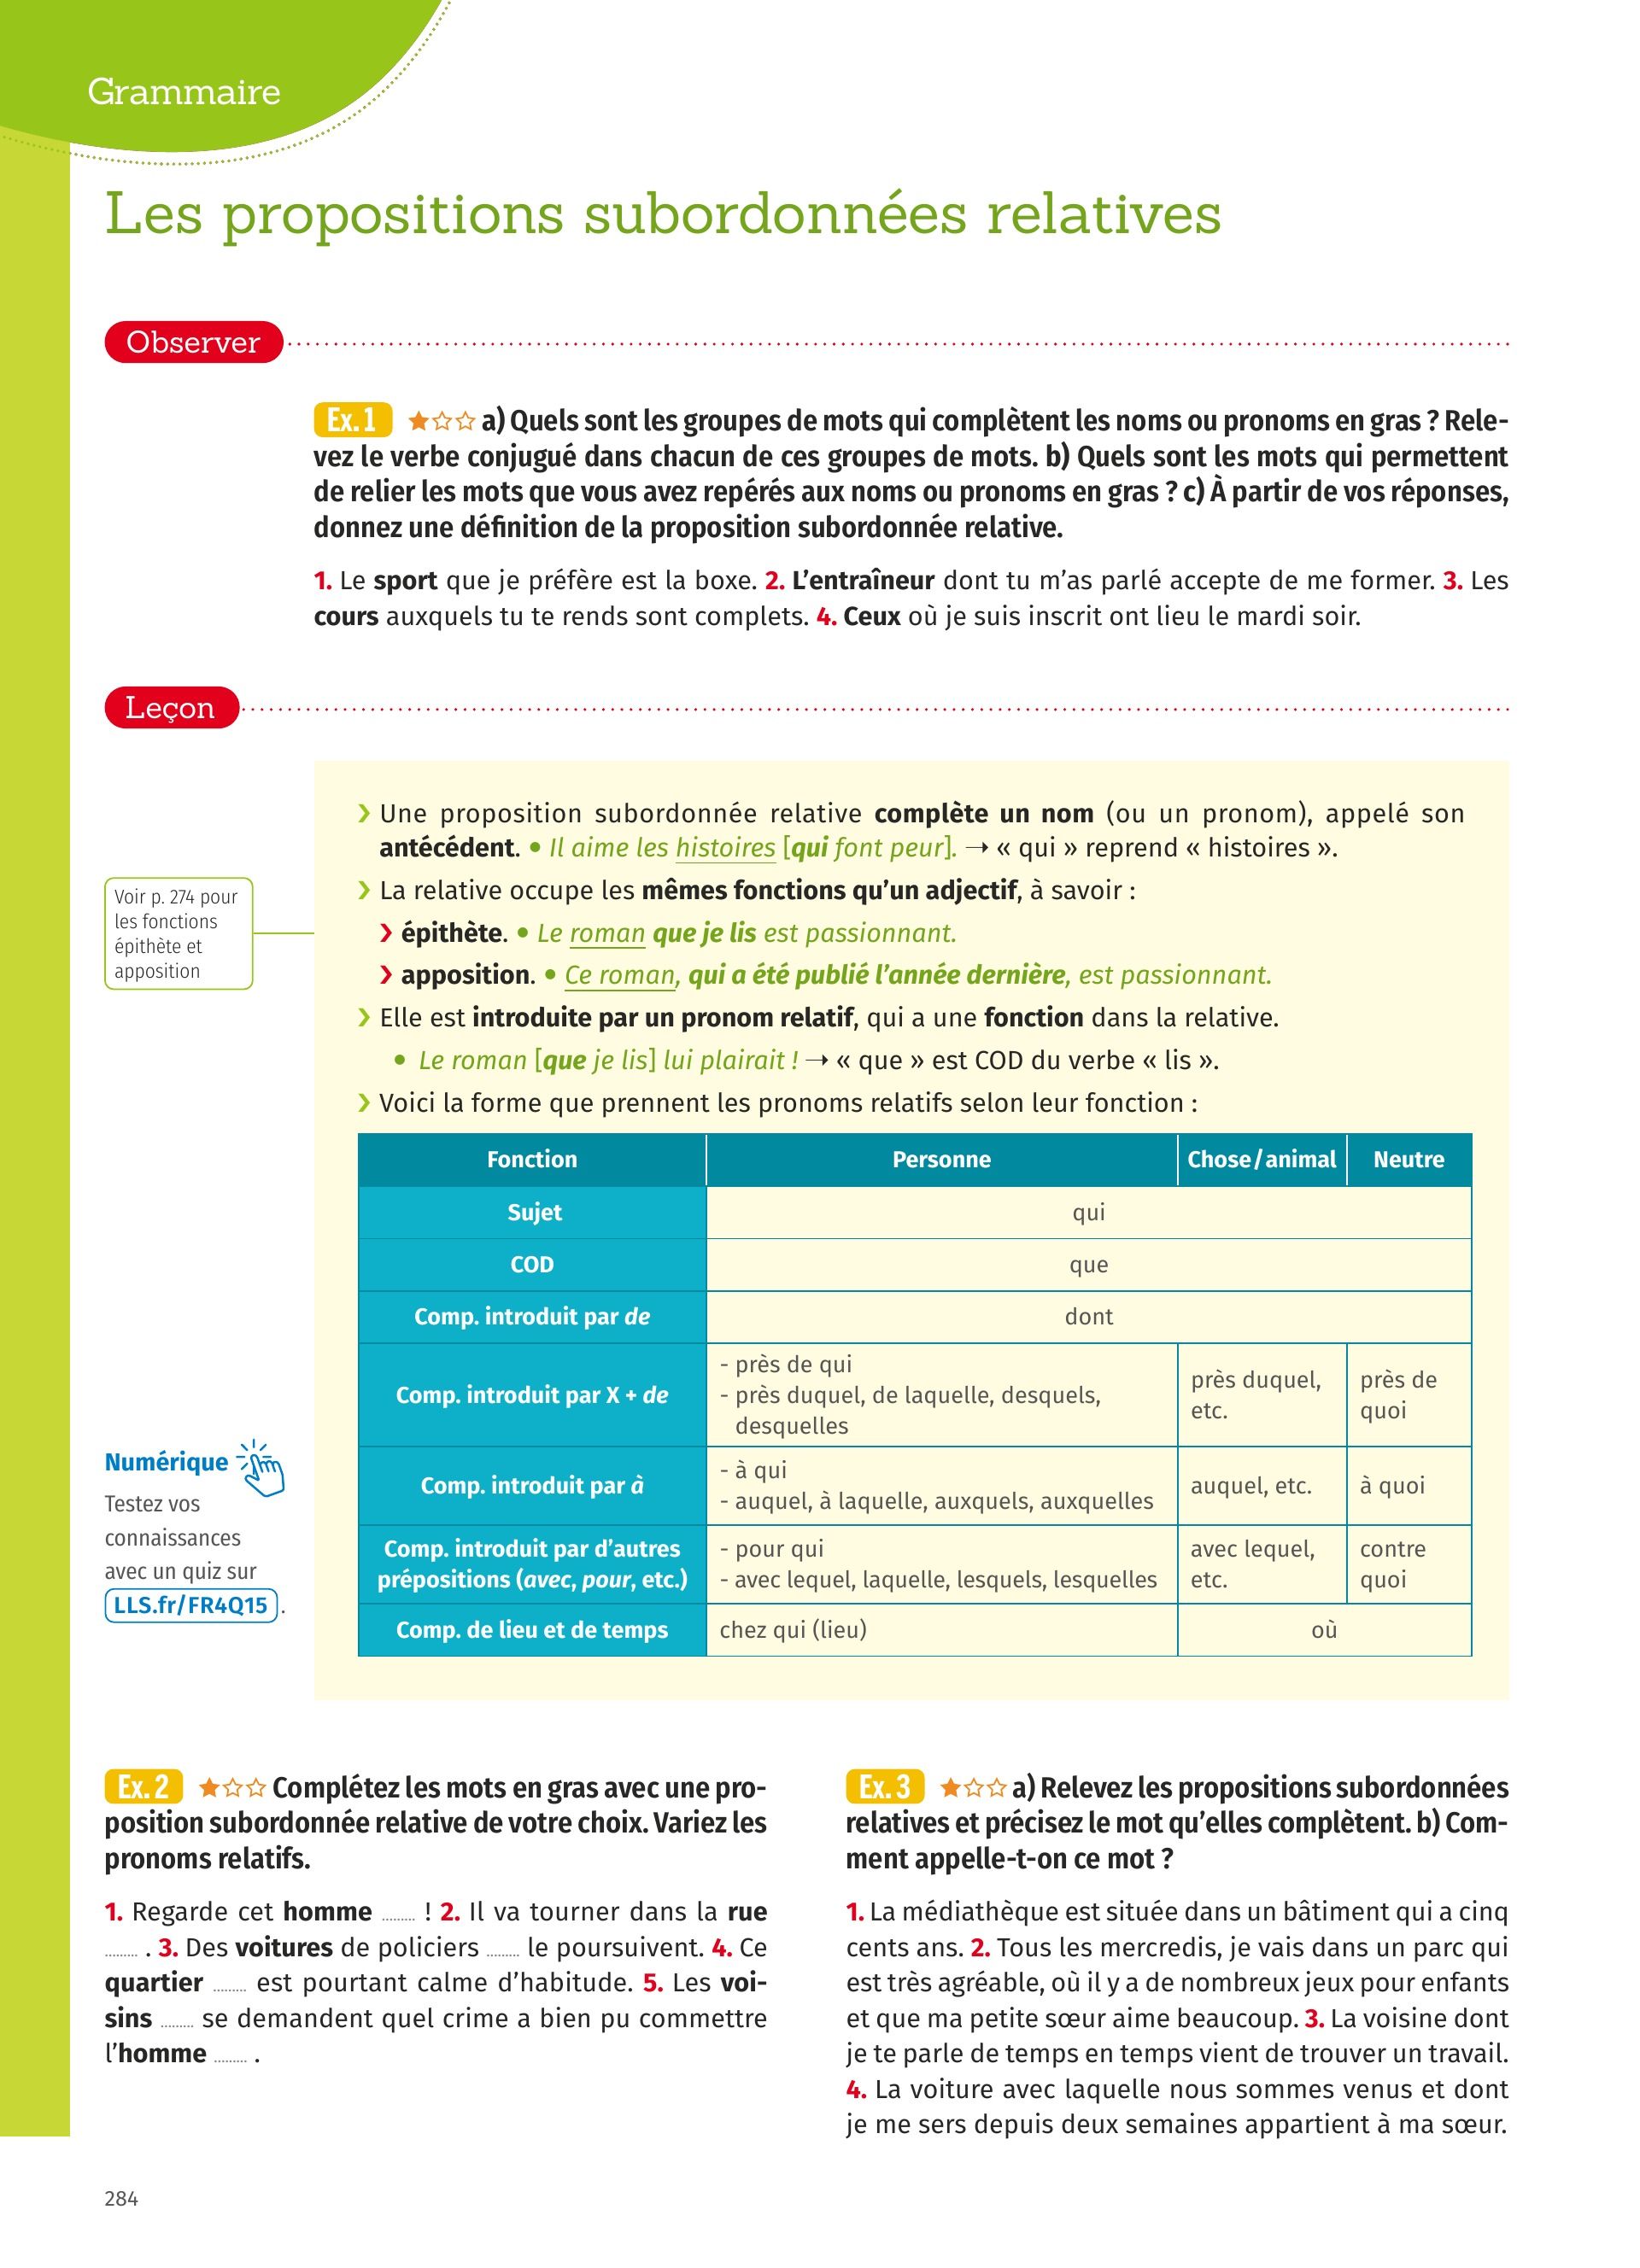 Grammaire
Les propositions subordonnées relatives
Observer
Ex. 1 a) Quels sont les groupes de mots qui complètent les noms ou pronoms en gras ? Rele-
vez le verbe conjugué dans chacun de ces groupes de mots. b) Quels sont les mots qui permettent
de relier les mots que vous avez repérés aux noms ou pronoms en gras ? c) À partir de vos réponses,
donnez une définition de la proposition subordonnée relative.
1. Le sport que je préfère est la boxe. 2. L’entraîneur dont tu m’as parlé accepte de me former. 3. Les
cours auxquels tu te rends sont complets. 4. Ceux où je suis inscrit ont lieu le mardi soir.
Leçon
› Une proposition subordonnée relative complète un nom (ou un pronom), appelé son
antécédent. • Il aime les histoires [qui font peur]. → « qui » reprend « histoires ».
› La relative occupe les mêmes fonctions qu’un adjectif, à savoir :
› épithète. • Le roman que je lis est passionnant.
› apposition. • Ce roman, qui a été publié l’année dernière, est passionnant.
› Elle est introduite par un pronom relatif, qui a une fonction dans la relative.
• Le roman [que je lis] lui plairait ! → « que » est COD du verbe « lis ».
› Voici la forme que prennent les pronoms relatifs selon leur fonction :
Voir p. 274 pour
les fonctions
épithète et
apposition
Fonction Personne Chose/animal Neutre
Sujet qui
COD que
Comp. introduit par de dont
Comp. introduit par X + de
- près de qui
- près duquel, de laquelle, desquels,
desquelles
près duquel,
etc.
près de
quoi
Comp. introduit par à
- à qui
- auquel, à laquelle, auxquels, auxquelles
auquel, etc.
à quoi
Comp. introduit par d’autres
prépositions (avec, pour, etc.)
- pour qui
- avec lequel, laquelle, lesquels, lesquelles
avec lequel,
etc.
contre
quoi
Comp. de lieu et de temps chez qui (lieu) où
Numérique
Testez vos
connaissances
avec un quiz sur
LLS.fr/FR4Q15 .
Ex. 2 Complétez les mots en gras avec une pro-
position subordonnée relative de votre choix. Variez les
pronoms relatifs.
1. Regarde cet homme ......... ! 2. Il va tourner dans la rue
......... . 3. Des voitures de policiers ......... le poursuivent. 4. Ce
quartier ......... est pourtant calme d’habitude. 5. Les voi-
sins ......... se demandent quel crime a bien pu commettre
l’homme ......... .
Ex. 3 a) Relevez les propositions subordonnées
relatives et précisez le mot qu’elles complètent. b) Com-
ment appelle-t-on ce mot ?
1. La médiathèque est située dans un bâtiment qui a cinq
cents ans. 2. Tous les mercredis, je vais dans un parc qui
est très agréable, où il y a de nombreux jeux pour enfants
et que ma petite sœur aime beaucoup. 3. La voisine dont
je te parle de temps en temps vient de trouver un travail.
4. La voiture avec laquelle nous sommes venus et dont
je me sers depuis deux semaines appartient à ma sœur.
284